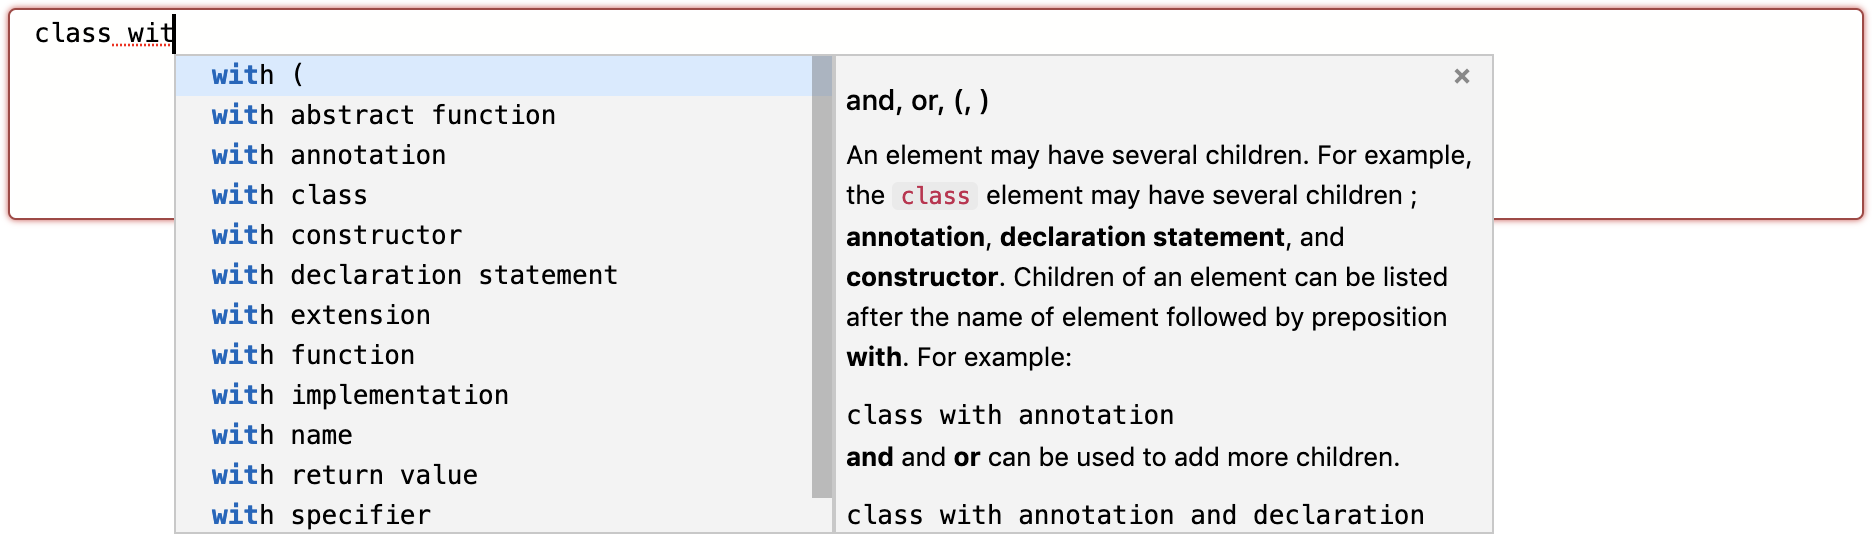 class wit
with (
with abstract function
with annotation
with class
with constructor
with declaration statement
with extension
with function
with implementation
with name
with return value
with specifier
×
and, or, (, )
An element may have several children. For example,
the class element may have several children ;
annotation, declaration statement, and
constructor. Children of an element can be listed
after the name of element followed by preposition
with. For example:
class with annotation
and and or can be used to add more children.
class with annotation and declaration